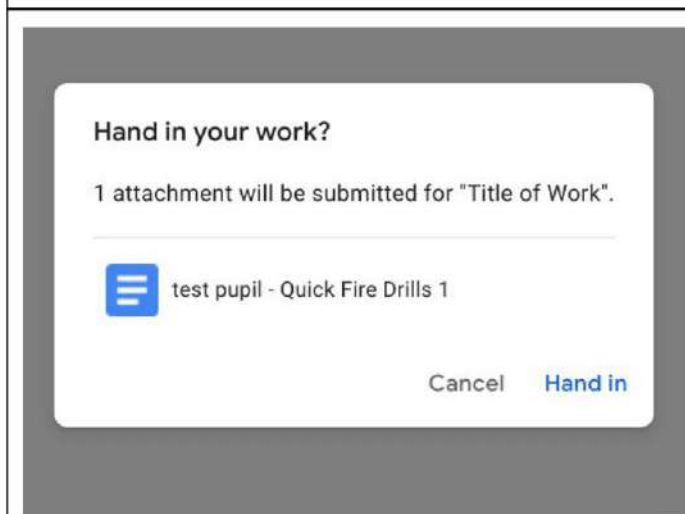 Hand in your work?
1 attachment will be submitted for "Title of Work".
test pupil - Quick Fire Drills 1
Cancel Hand in